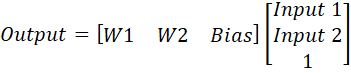 Input 1
Output = [W1 W2 Bias] [Input 2]
1